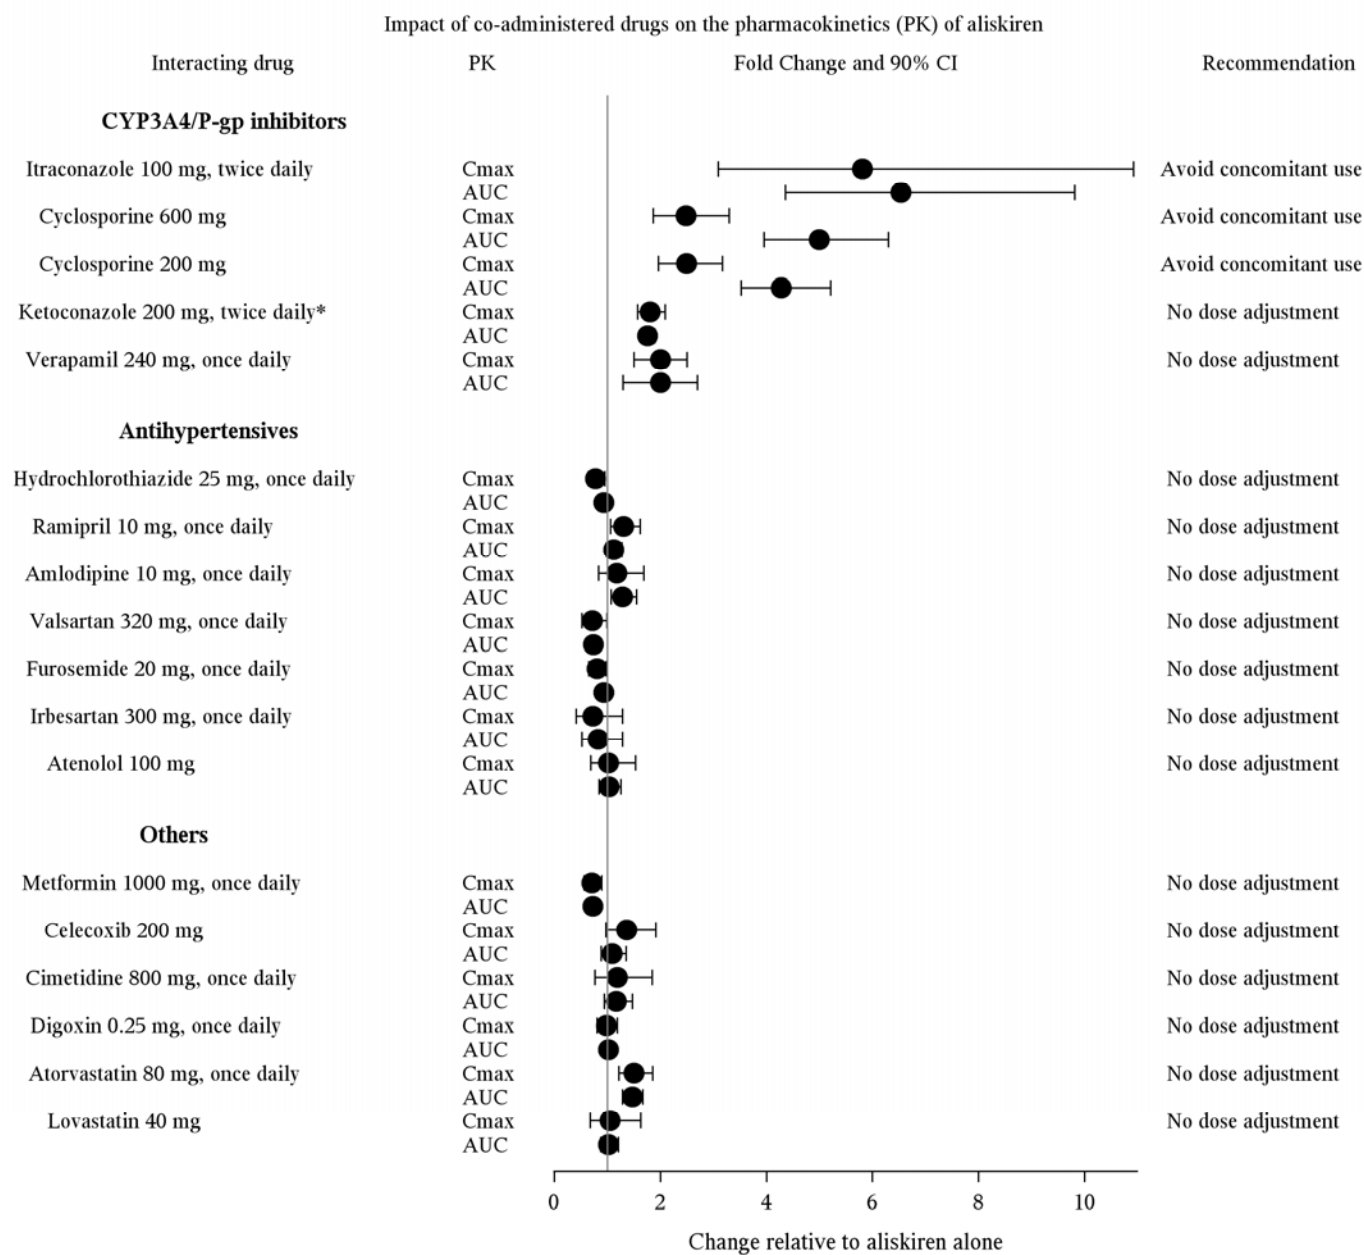 Impact of co-administered drugs on the pharmacokinetics (PK) of aliskiren
Interacting drug PK Fold Change and 90% CI Recommendation
CYP3A4/P-gp inhibitors
Itraconazole 100 mg, twice daily Cmax Avoid concomitant use
AUC
Cyclosporine 600 mg Cmax Avoid concomitant use
AUC
Cyclosporine 200 mg Cmax Avoid concomitant use
AUC
Ketoconazole 200 mg, twice daily* Cmax No dose adjustment
AUC
Verapamil 240 mg, once daily Cmax No dose adjustment
AUC
Antihypertensives
Hydrochlorothiazide 25 mg, once daily Cmax No dose adjustment
AUC
Ramipril 10 mg, once daily Cmax No dose adjustment
AUC
Amlodipine 10 mg, once daily Cmax No dose adjustment
AUC
Valsartan 320 mg, once daily Cmax No dose adjustment
AUC
Furosemide 20 mg, once daily Cmax No dose adjustment
AUC
Irbesartan 300 mg, once daily Cmax No dose adjustment
AUC
Atenolol 100 mg Cmax No dose adjustment
AUC
Others
Metformin 1000 mg, once daily Cmax No dose adjustment
AUC
Celecoxib 200 mg Cmax No dose adjustment
AUC
Cimetidine 800 mg, once daily Cmax No dose adjustment
AUC
Digoxin 0.25 mg, once daily Cmax No dose adjustment
AUC
Atorvastatin 80 mg, once daily Cmax No dose adjustment
AUC
Lovastatin 40 mg Cmax No dose adjustment
AUC
0 2 4 6 8 10
Change relative to aliskiren alone